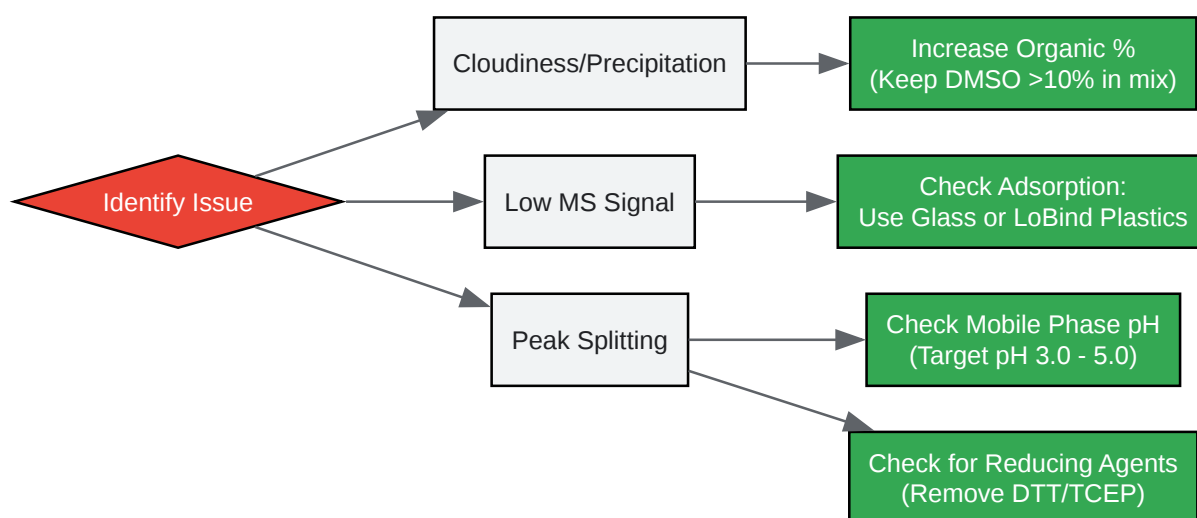 Identify Issue
Cloudiness/Precipitation
Increase Organic %
(Keep DMSO >10% in mix)
Low MS Signal
Check Adsorption:
Use Glass or LoBind Plastics
Peak Splitting
Check Mobile Phase pH
(Target pH 3.0 - 5.0)
Check for Reducing Agents
(Remove DTT/TCEP)